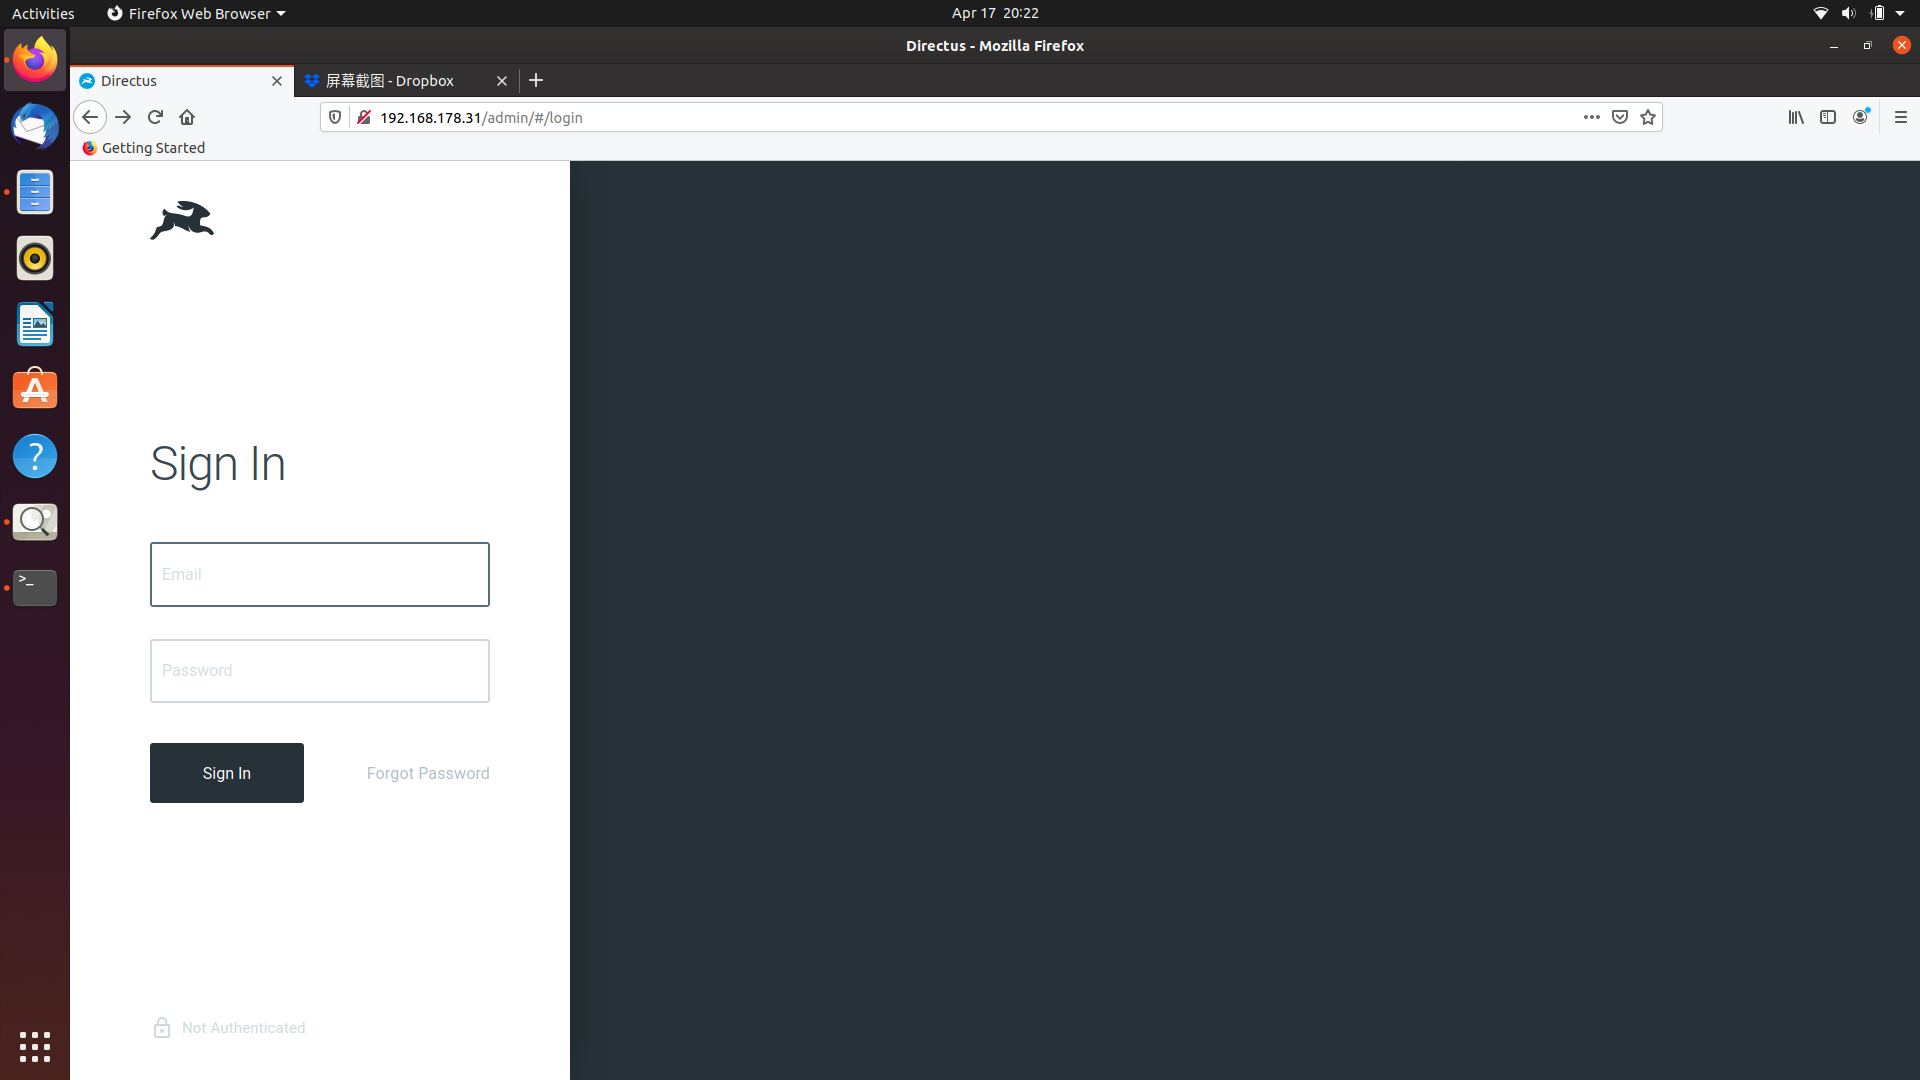 Activities
Firefox Web Browser
Apr 17 20:22
Directus - Mozilla Firefox
Directus
屏幕截图 - Dropbox
192.168.178.31/admin/#/login
Getting Started
Sign In
Email
Password
Sign In
Forgot Password
Not Authenticated